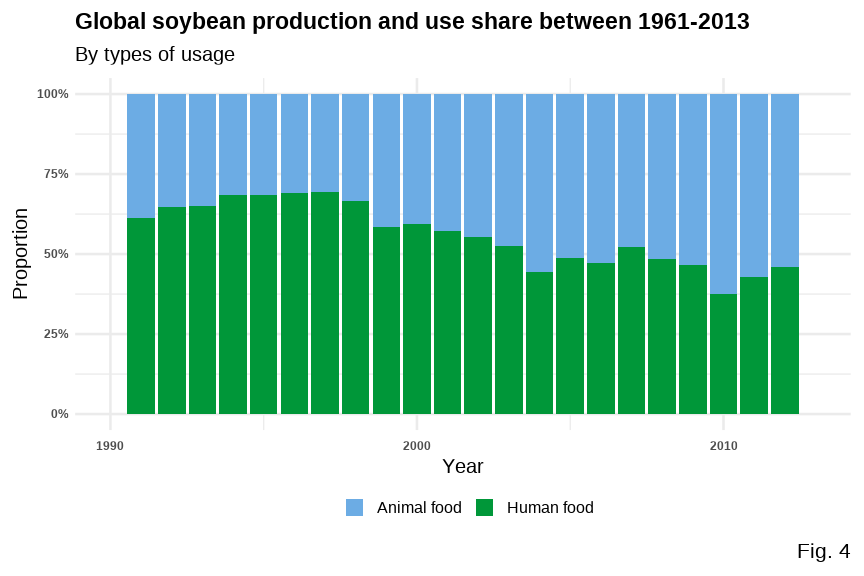 Global soybean production and use share between 1961-2013
By types of usage
100%
75%
50%
25%
0%
Proportion
1990 2000 2010
Year
Animal food Human food
Fig. 4